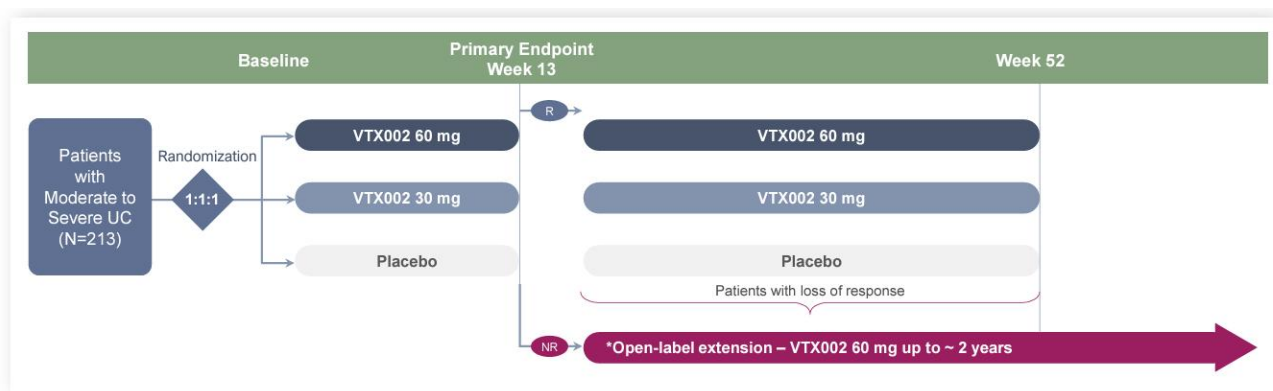 Baseline
Primary Endpoint
Week 13
Week 52
Patients
with
Moderate to
Severe UC
(N=213)
Randomization
1:1:1
VTX002 60 mg
VTX002 30 mg
Placebo
R
VTX002 60 mg
VTX002 30 mg
Placebo
Patients with loss of response
NR
*Open-label extension – VTX002 60 mg up to ~ 2 years